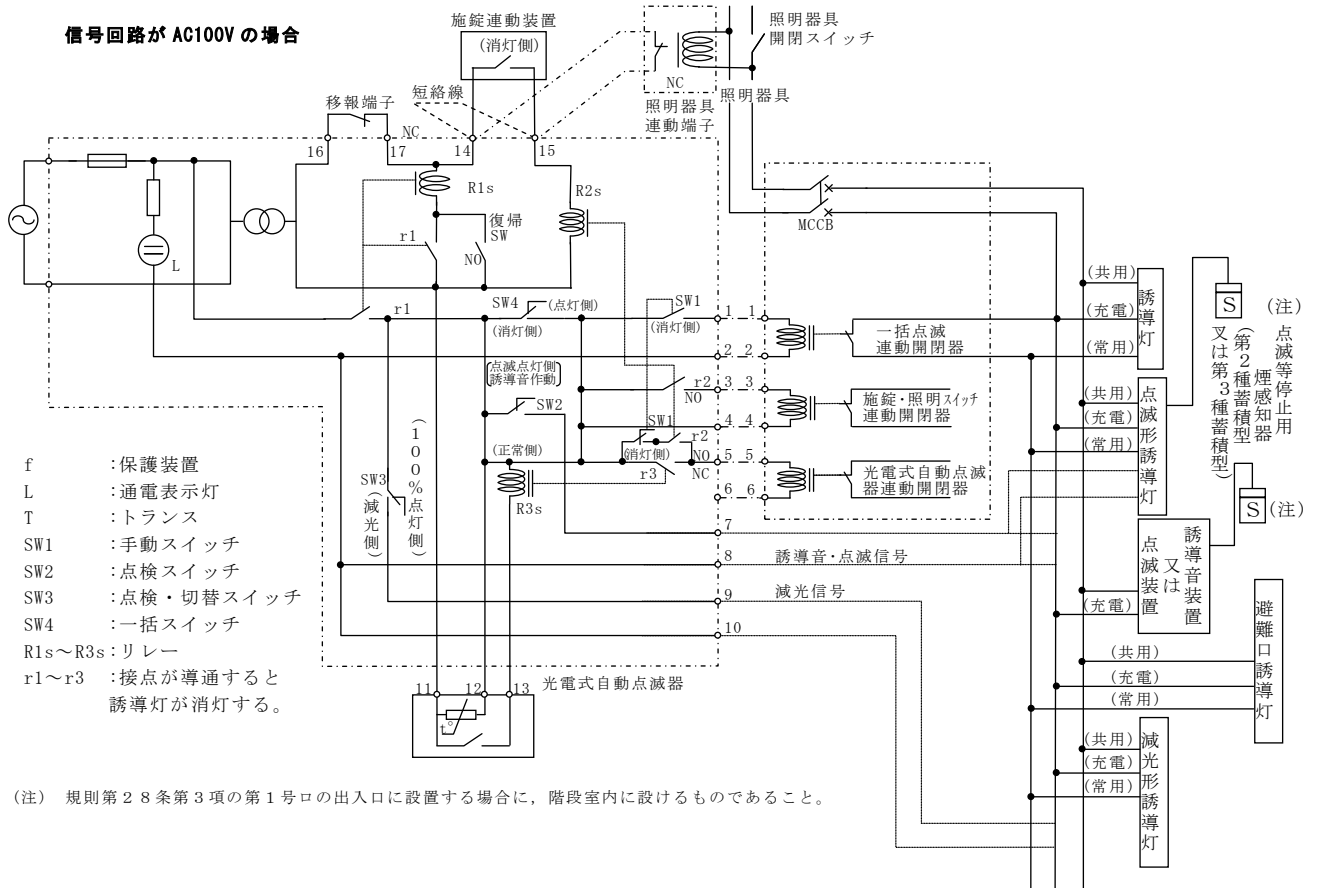 信号回路が AC100V の場合
施錠連動装置
(消灯側)
短絡線
移報端子
NC
16
17
14
15
NC
照明器具
連動端子
照明器具
照明器具
開閉スイッチ
R1s
R2s
r1
復帰
SW
NO
L
r1
SW4
(点灯側)
(消灯側)
SW1
(消灯側)
MCCB
1
1
2
2
3
3
4
4
5
5
6
6
7
8
9
10
一括点滅
連動開閉器
施錠・照明スイッチ
連動開閉器
光電式自動点滅
器連動開閉器
点滅点灯側
誘導音作動
SW2
r2
NO
SW1
r2
(消灯側)
NO
NC
r3
(正常側)
R3s
SW3
(減光側)
(100%点灯側)
誘導音・点滅信号
減光信号
11
12
13
t°
光電式自動点滅器
f :保護装置
L :通電表示灯
T :トランス
SW1 :手動スイッチ
SW2 :点検スイッチ
SW3 :点検・切替スイッチ
SW4 :一括スイッチ
R1s～R3s:リレー
r1～r3 :接点が導通すると
誘導灯が消灯する。
(共用)
(充電)
(常用)
誘導灯
S
(注)
点滅等停止用
煙感知器
(第2種蓄積型
又は第3種蓄積型)
(共用)
(充電)
(常用)
点滅形誘導灯
S
(注)
(充電)
誘導音装置
又は
点滅装置
(共用)
(充電)
(常用)
避難口誘導灯
(共用)
(充電)
(常用)
減光形誘導灯
(注) 規則第28条第3項の第1号ロの出入口に設置する場合に，階段室内に設けるものであること。